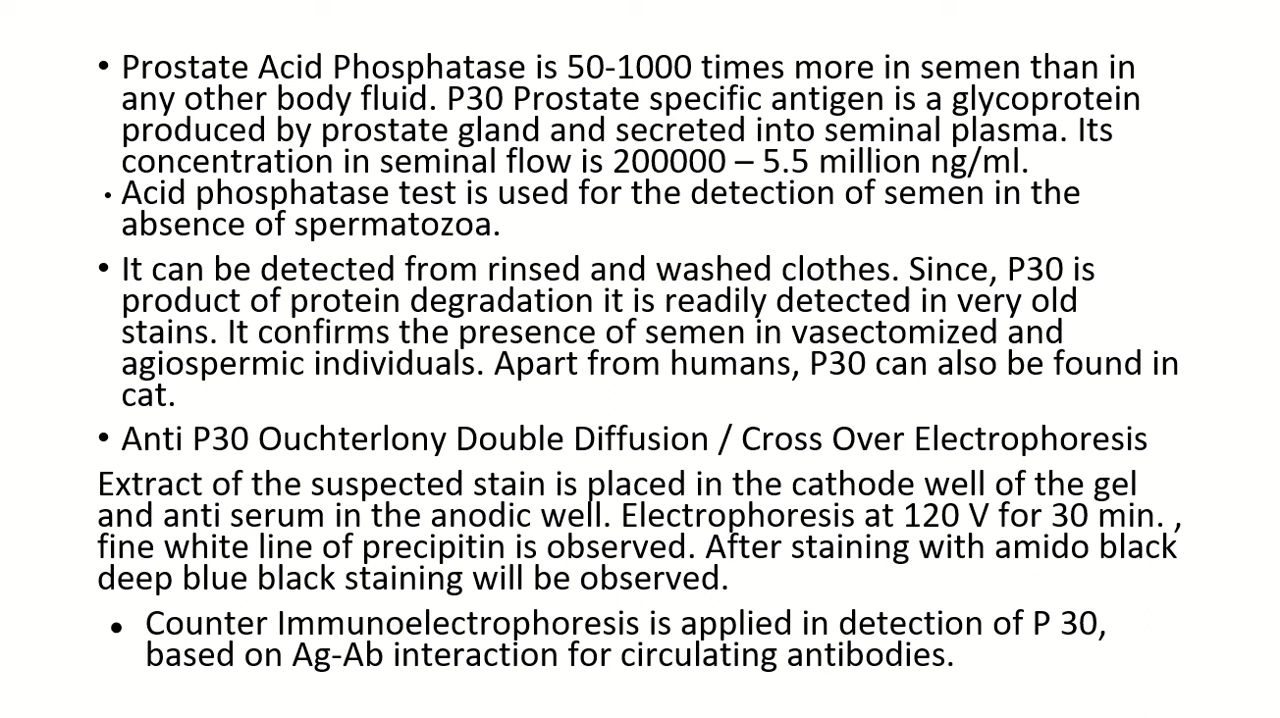 • Prostate Acid Phosphatase is 50-1000 times more in semen than in
any other body fluid. P30 Prostate specific antigen is a glycoprotein
produced by prostate gland and secreted into seminal plasma. Its
concentration in seminal flow is 200000 – 5.5 million ng/ml.
• Acid phosphatase test is used for the detection of semen in the
absence of spermatozoa.
• It can be detected from rinsed and washed clothes. Since, P30 is
product of protein degradation it is readily detected in very old
stains. It confirms the presence of semen in vasectomized and
agiospermic individuals. Apart from humans, P30 can also be found in
cat.
• Anti P30 Ouchterlony Double Diffusion / Cross Over Electrophoresis
Extract of the suspected stain is placed in the cathode well of the gel
and anti serum in the anodic well. Electrophoresis at 120 V for 30 min. ,
fine white line of precipitin is observed. After staining with amido black
deep blue black staining will be observed.
• Counter Immunoelectrophoresis is applied in detection of P 30,
based on Ag-Ab interaction for circulating antibodies.